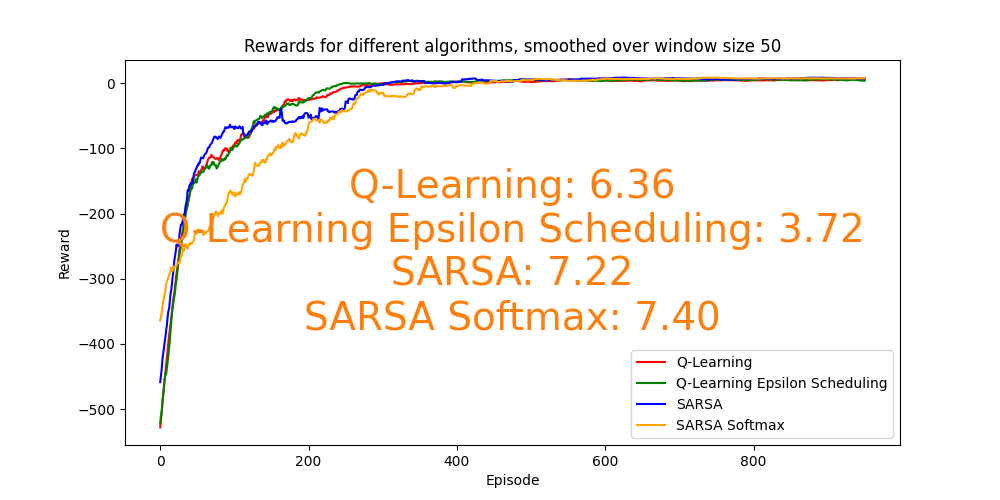 Rewards for different algorithms, smoothed over window size 50
0
−100
−200
−300
−400
−500
Reward
Q-Learning: 6.36
Q-Learning Epsilon Scheduling: 3.72
SARSA: 7.22
SARSA Softmax: 7.40
Q-Learning
Q-Learning Epsilon Scheduling
SARSA
SARSA Softmax
0 200 400 600 800
Episode